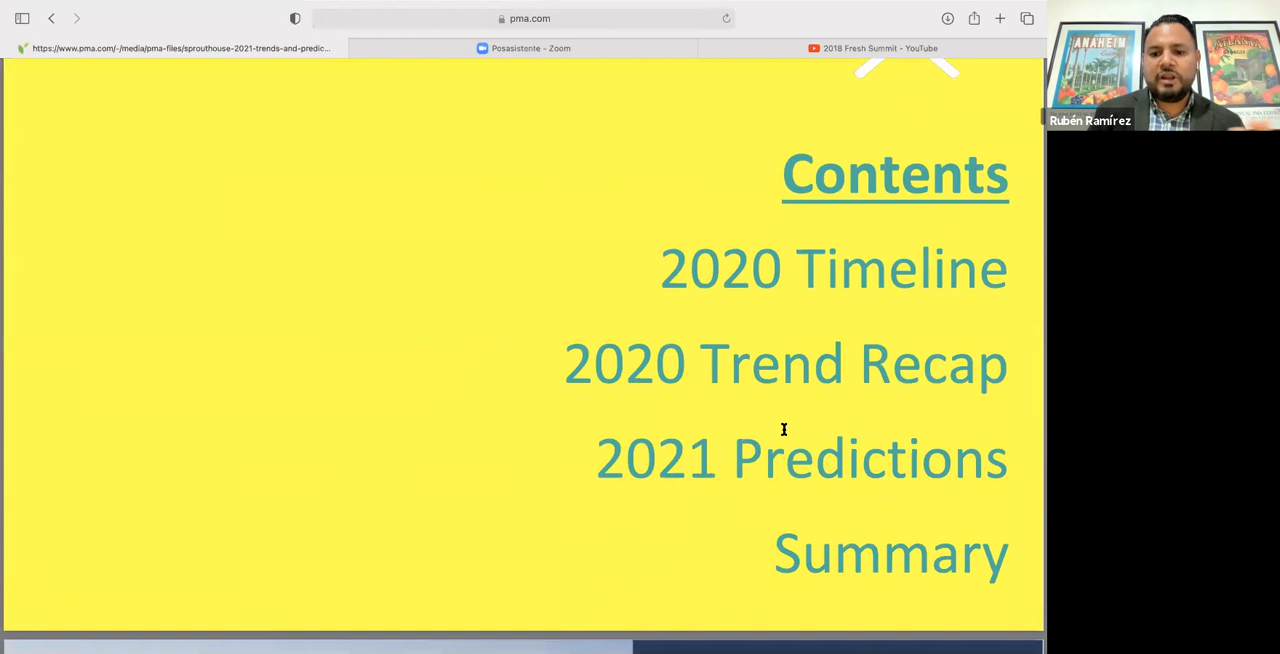 pma.com
https://www.pma.com/-/media/pma-files/sprouthouse-2021-trends-and-predic...
Posasistente - Zoom
2018 Fresh Summit - YouTube
ANAHEIM
ATLANTA
Rubén Ramírez
Contents
2020 Timeline
2020 Trend Recap
2021 Predictions
Summary